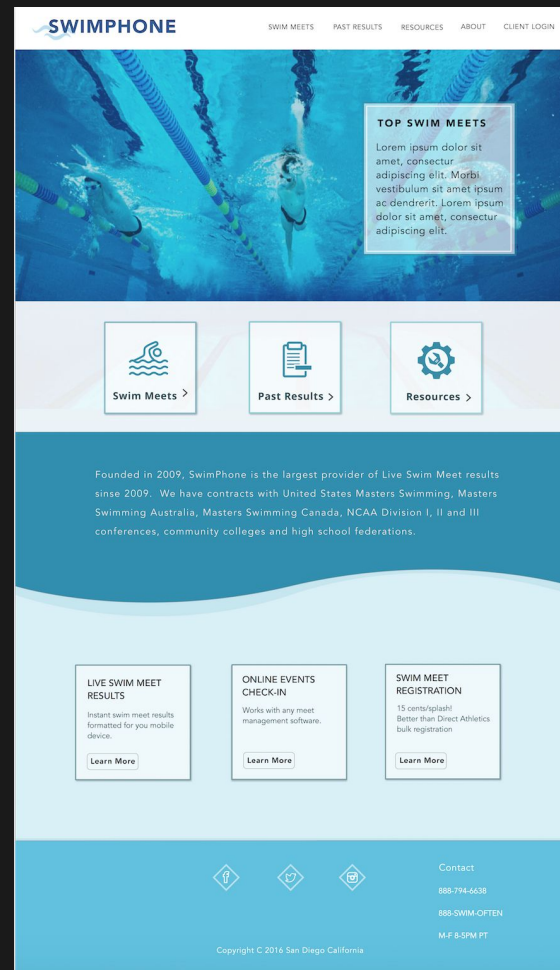 SWIMPHONE
SWIM MEETS PAST RESULTS RESOURCES ABOUT CLIENT LOGIN
TOP SWIM MEETS
Lorem ipsum dolor sit
amet, consectur
adipiscing elit. Morbi
vestibulum sit amet ipsum
ac dendrerit. Lorem ipsum
dolor sit amet, consectur
adipiscing elit.
Swim Meets >
Past Results >
Resources >
Founded in 2009, SwimPhone is the largest provider of Live Swim Meet results
sinse 2009. We have contracts with United States Masters Swimming, Masters
Swimming Australia, Masters Swimming Canada, NCAA Division I, II and III
conferences, community colleges and high school federations.
LIVE SWIM MEET
RESULTS
Instant swim meet results
formatted for you mobile
device.
Learn More
ONLINE EVENTS
CHECK-IN
Works with any meet
management software.
Learn More
SWIM MEET
REGISTRATION
15 cents/splash!
Better than Direct Athletics
bulk registration
Learn More
Contact
888-794-6638
888-SWIM-OFTEN
M-F 8-5PM PT
Copyright C 2016 San Diego California